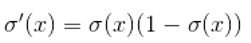 σ′(x) = σ(x)(1 − σ(x))